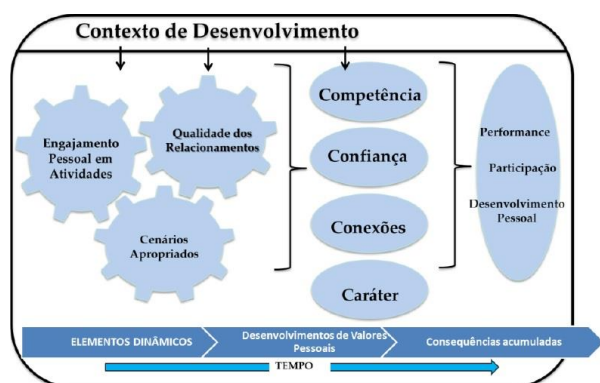 Contexto de Desenvolvimento
Engajamento
Pessoal em
Atividades
Qualidade dos
Relacionamentos
Cenários
Apropriados
Competência
Confiança
Conexões
Caráter
Performance
Participação
Desenvolvimento
Pessoal
ELEMENTOS DINÂMICOS
Desenvolvimentos de Valores
Pessoais
Consequências acumuladas
TEMPO